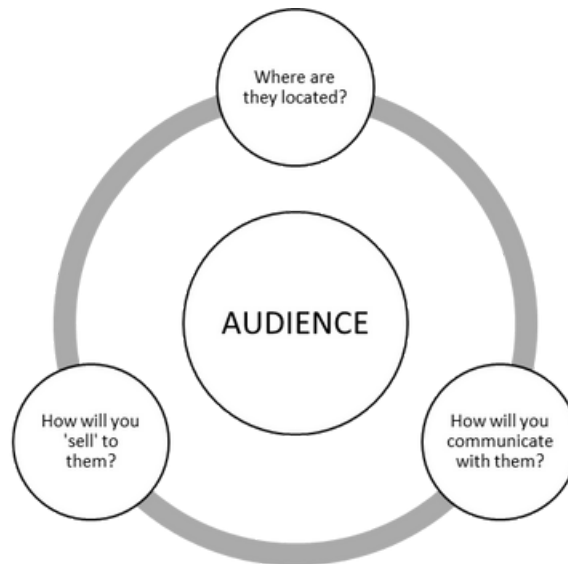 Where are
they located?
AUDIENCE
How will you
'sell' to
them?
How will you
communicate
with them?